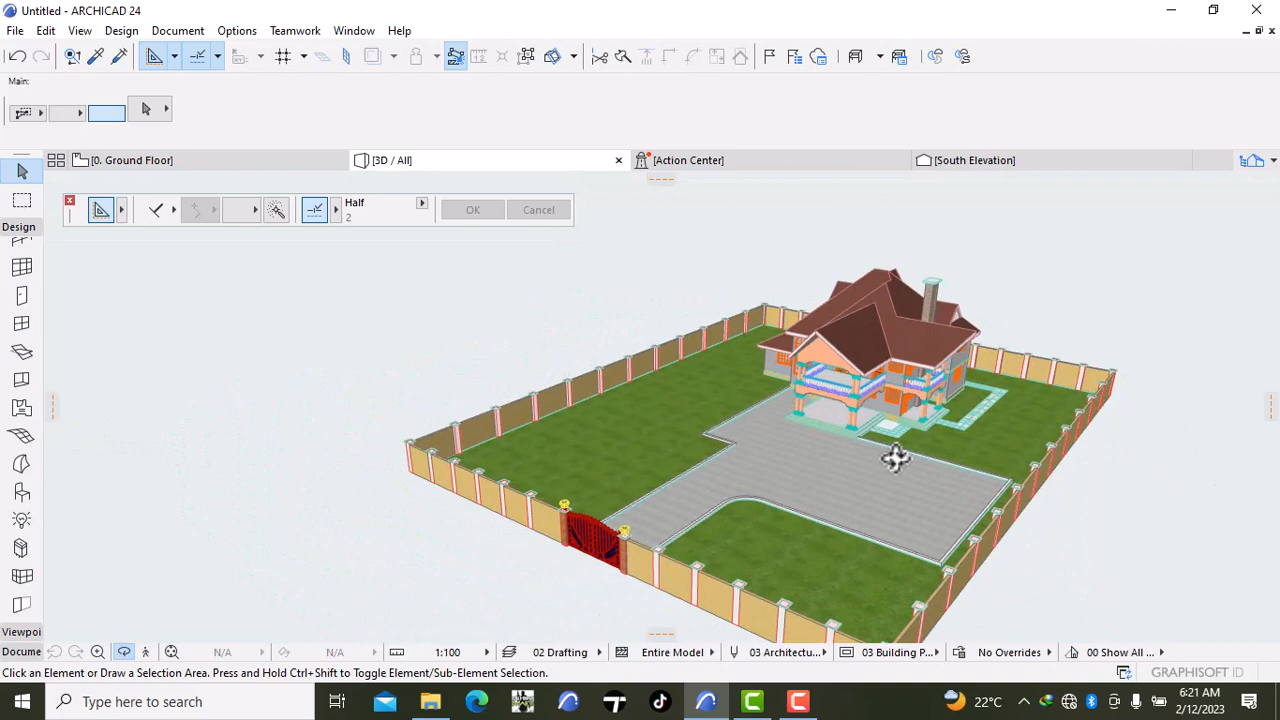 Untitled - ARCHICAD 24
File Edit View Design Document Options Teamwork Window Help
Main:
[0. Ground Floor] [3D / All] [Action Center] [South Elevation]
Half
2
OK Cancel
Design
Viewpoi
Docume N/A N/A 1:100 02 Drafting Entire Model 03 Architectu... 03 Building P... No Overrides 00 Show All ...
Click an Element or Draw a Selection Area. Press and Hold Ctrl+Shift to Toggle Element/Sub-Element Selection. GRAPHISOFT ID
Type here to search 22°C 6:21 AM
2/12/2023